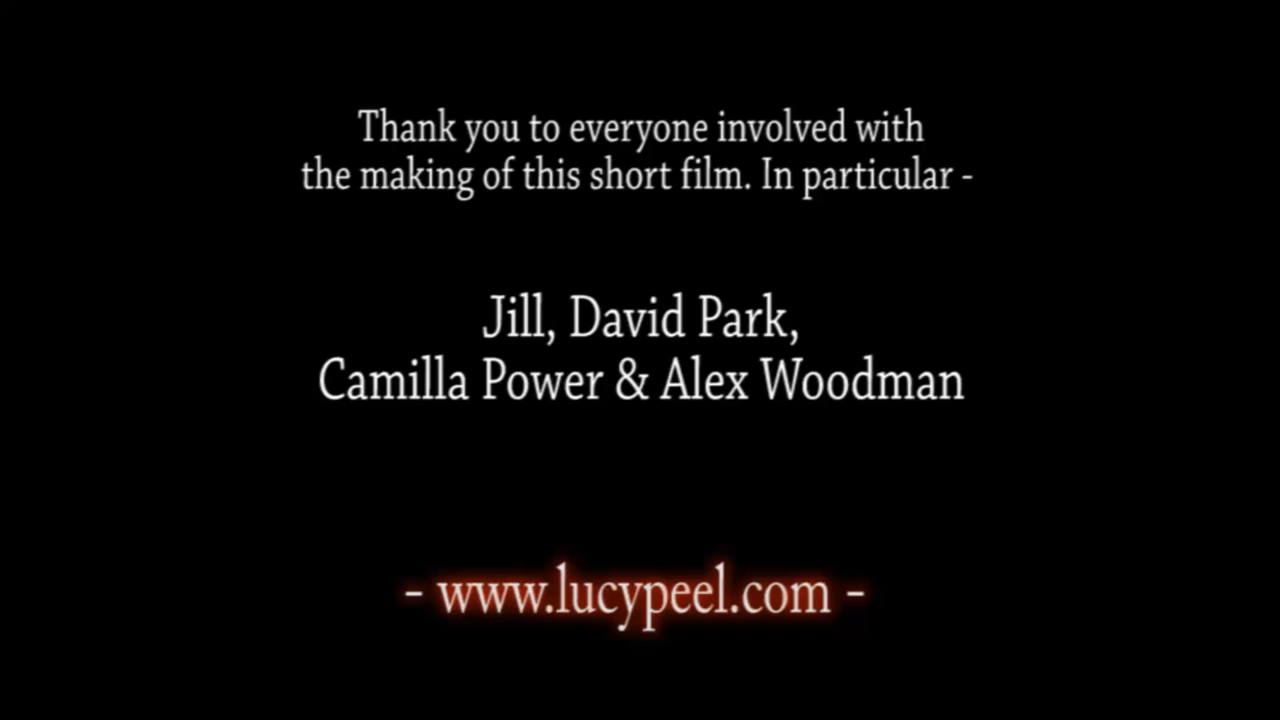 Thank you to everyone involved with
the making of this short film. In particular -
Jill, David Park,
Camilla Power & Alex Woodman
- www.lucypeel.com -